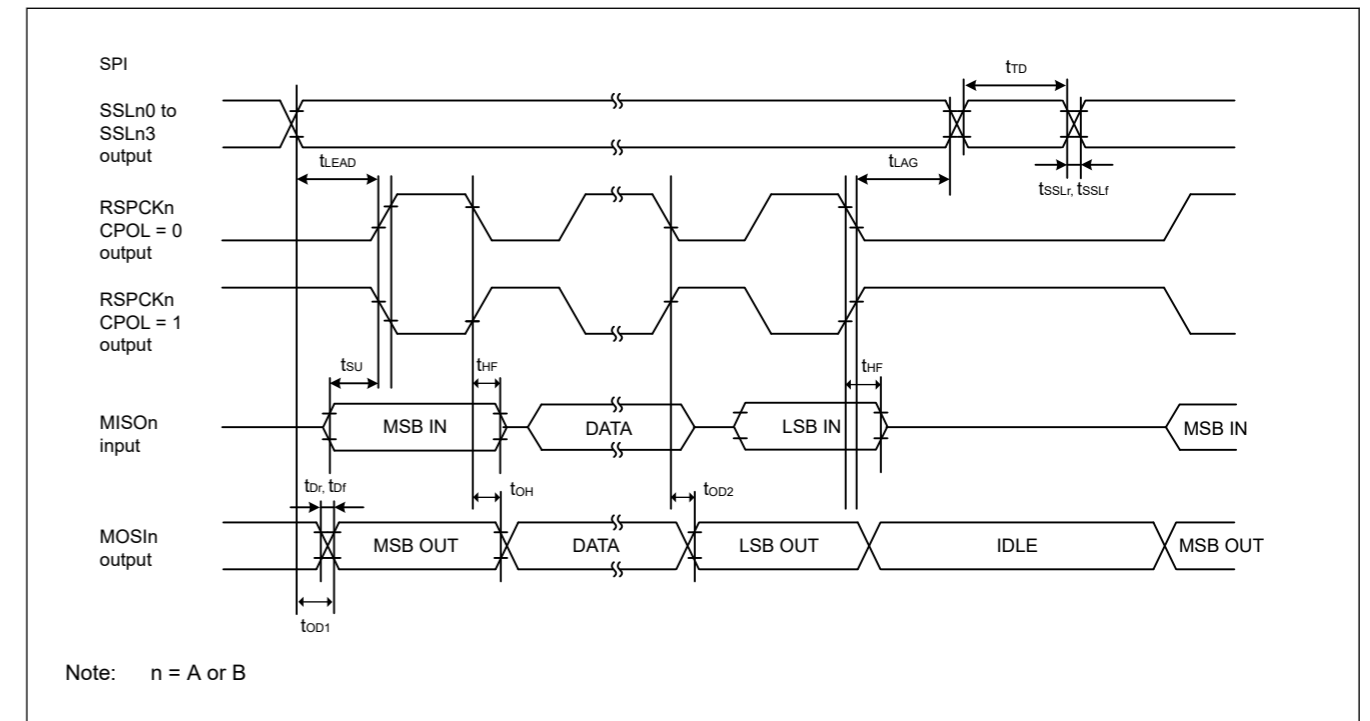 SPI
tTD
SSLn0 to
SSLn3
output
tLEAD
tLAG
tSSLr, tSSLf
RSPCKn
CPOL = 0
output
RSPCKn
CPOL = 1
output
tSU
tHF
tHF
MISOn
input
MSB IN
DATA
LSB IN
MSB IN
tDr, tDf
tOH
tOD2
MOSIn
output
MSB OUT
DATA
LSB OUT
IDLE
MSB OUT
tOD1
Note: n = A or B